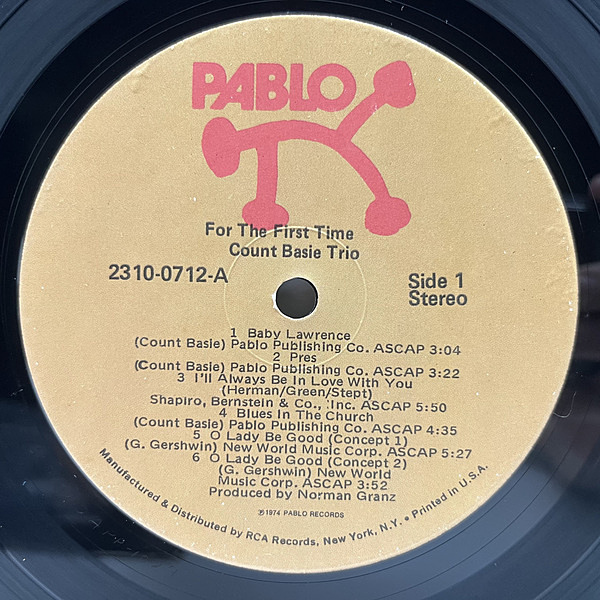 PABLO
For The First Time
Count Basie Trio
2310-0712-A
Side 1
Stereo
1 Baby Lawrence
(Count Basie) Pablo Publishing Co. ASCAP 3:04
2 Pres
(Count Basie) Pablo Publishing Co. ASCAP 3:22
3 I'll Always Be In Love With You
(Herman/Green/Stept)
Shapiro, Bernstein & Co., Inc. ASCAP 5:50
4 Blues In The Church
(Count Basie) Pablo Publishing Co. ASCAP 4:35
5 O Lady Be Good (Concept 1)
(G. Gershwin) New World Music Corp. ASCAP 5:27
6 O Lady Be Good (Concept 2)
(G. Gershwin) New World
Music Corp. ASCAP 3:52
Produced by Norman Granz
℗1974 PABLO RECORDS
Manufactured & Distributed by RCA Records, New York, N.Y. • Printed in U.S.A.